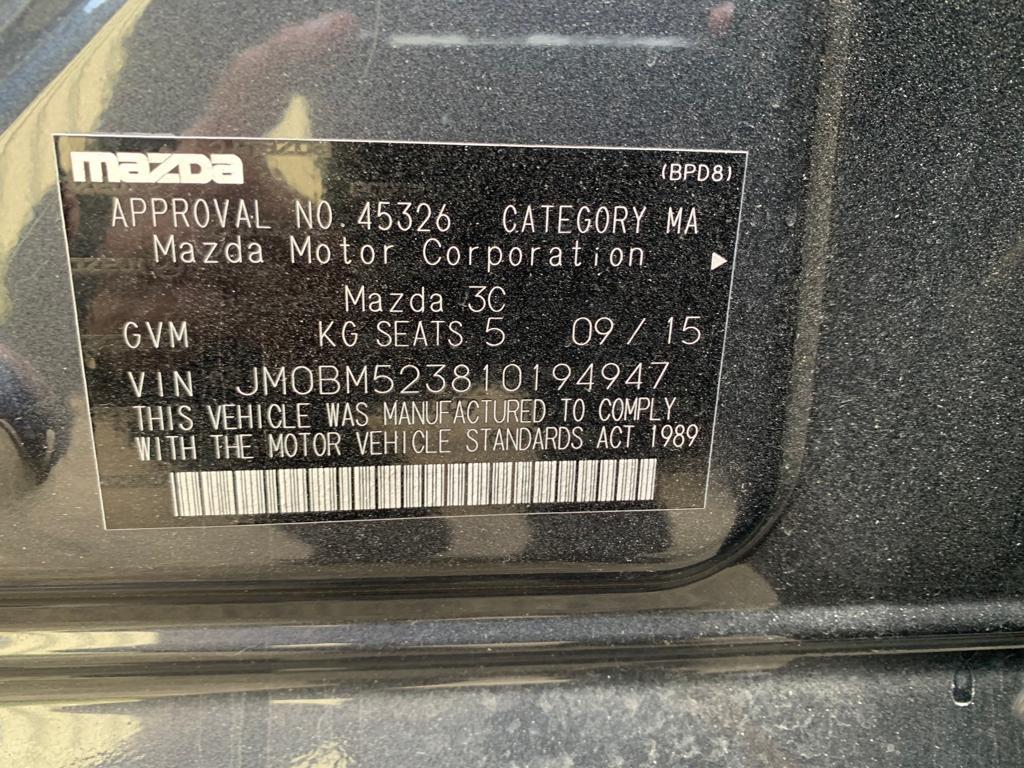 mazda (BPD8)
APPROVAL NO.45326 CATEGORY MA
Mazda Motor Corporation
Mazda 3C
GVM KG SEATS 5 09/15
VIN JM0BM523810194947
THIS VEHICLE WAS MANUFACTURED TO COMPLY
WITH THE MOTOR VEHICLE STANDARDS ACT 1989